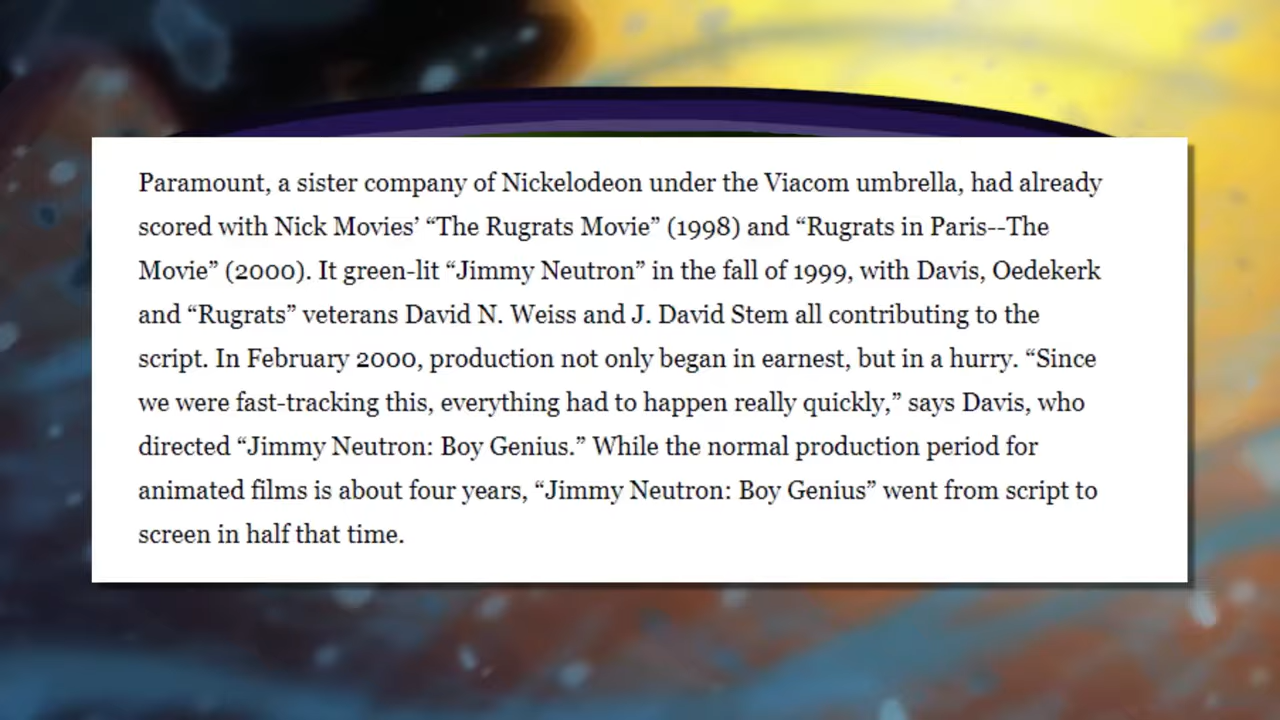 Paramount, a sister company of Nickelodeon under the Viacom umbrella, had already
scored with Nick Movies’ “The Rugrats Movie” (1998) and “Rugrats in Paris--The
Movie” (2000). It green-lit “Jimmy Neutron” in the fall of 1999, with Davis, Oedekerk
and “Rugrats” veterans David N. Weiss and J. David Stem all contributing to the
script. In February 2000, production not only began in earnest, but in a hurry. “Since
we were fast-tracking this, everything had to happen really quickly,” says Davis, who
directed “Jimmy Neutron: Boy Genius.” While the normal production period for
animated films is about four years, “Jimmy Neutron: Boy Genius” went from script to
screen in half that time.